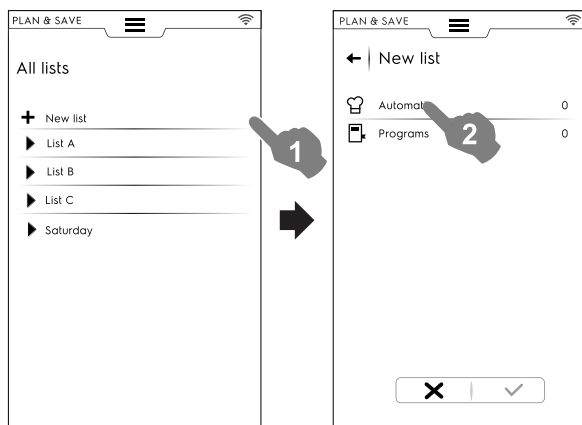 PLAN & SAVE
All lists
New list
List A
List B
List C
Saturday
1
PLAN & SAVE
New list
Automat
0
Programs
0
2